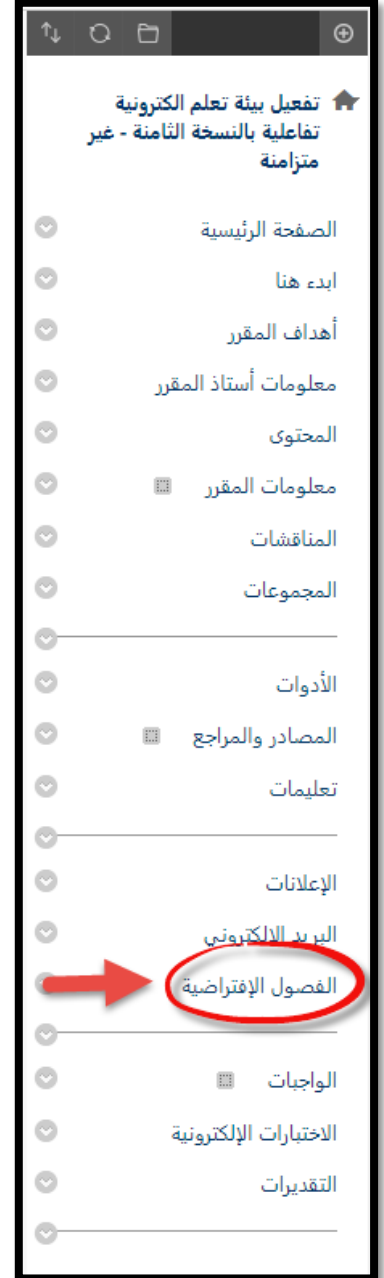 تفعيل بيئة تعلم الكترونية
تفاعلية بالنسخة الثامنة - غير
متزامنة
الصفحة الرئيسية
ابدء هنا
أهداف المقرر
معلومات أستاذ المقرر
المحتوى
معلومات المقرر
المناقشات
المجموعات
الأدوات
المصادر والمراجع
تعليمات
الإعلانات
البريد الالكتروني
الفصول الإفتراضية
الواجبات
الاختبارات الإلكترونية
التقديرات